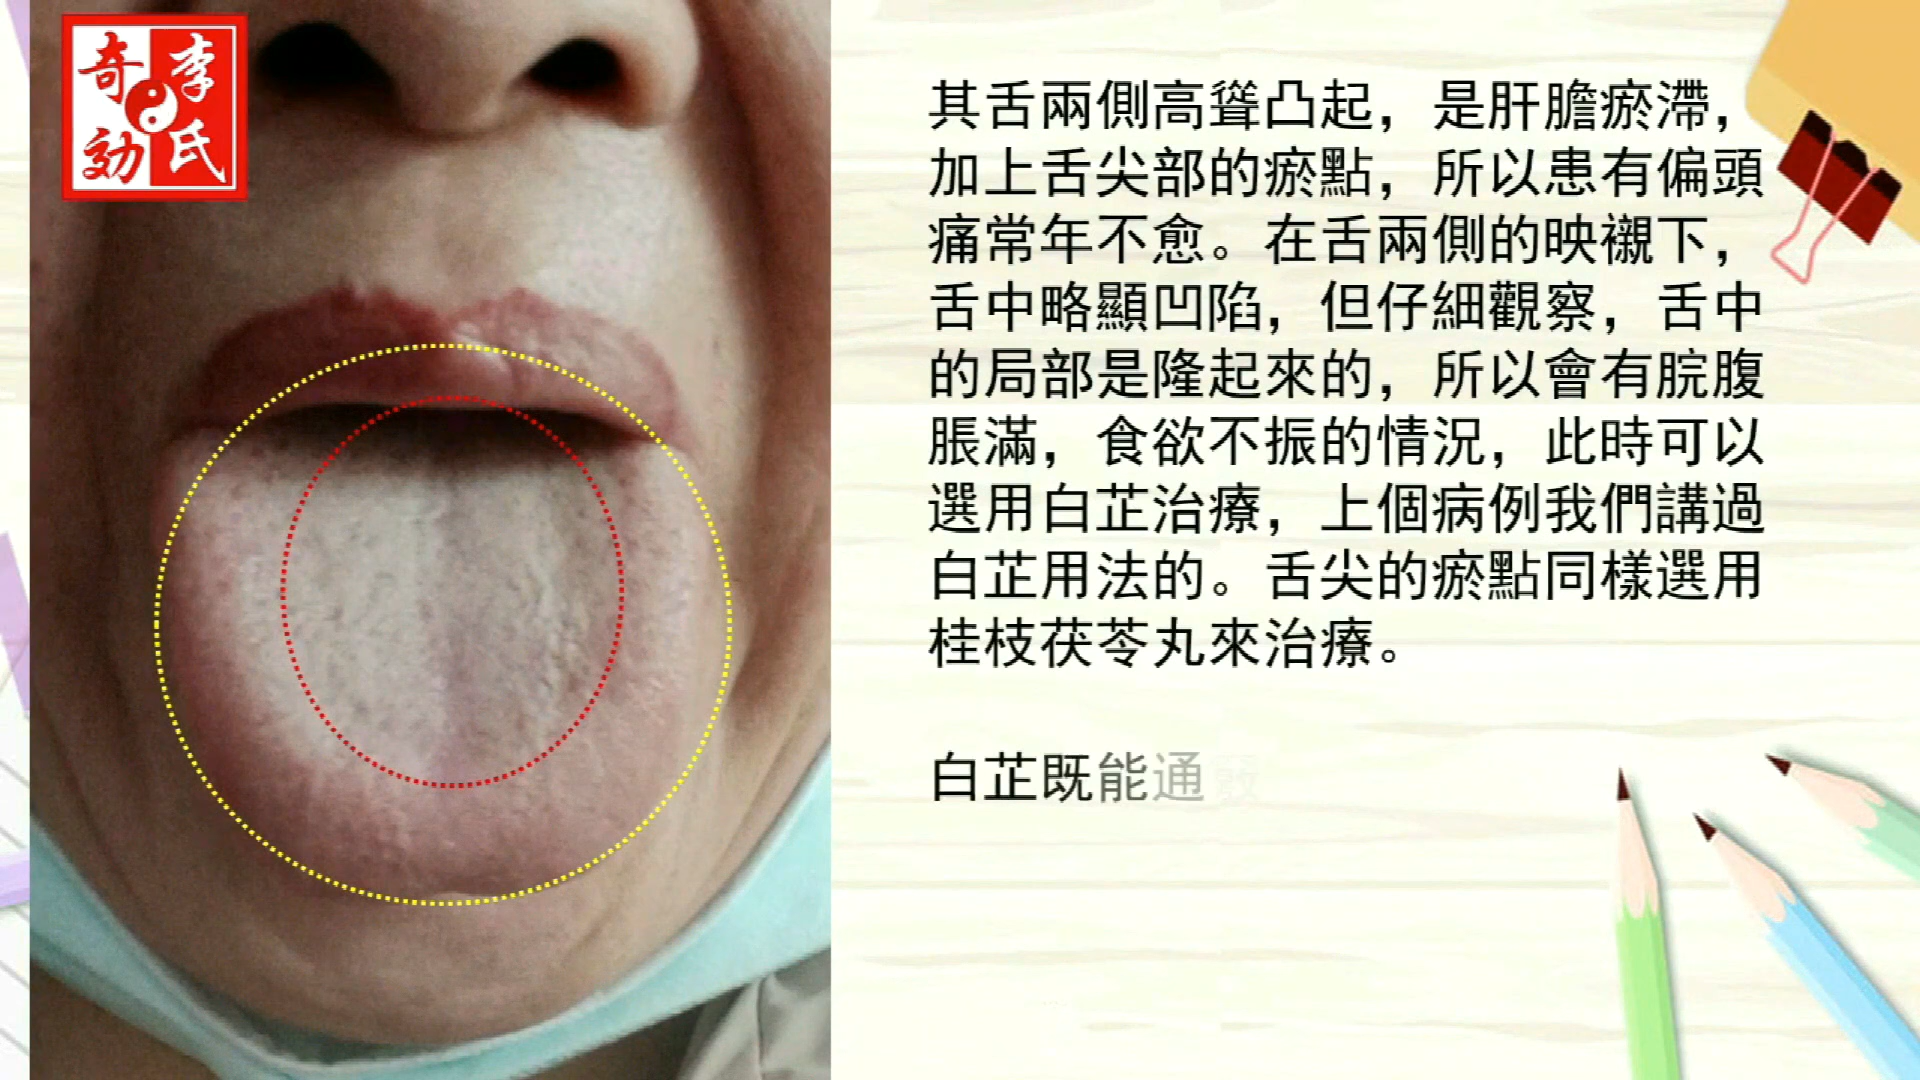 李氏
奇効
其舌兩側高聳凸起，是肝膽瘀滯，
加上舌尖部的瘀點，所以患有偏頭
痛常年不愈。在舌兩側的映襯下，
舌中略顯凹陷，但仔細觀察，舌中
的局部是隆起來的，所以會有脘腹
脹滿，食欲不振的情況，此時可以
選用白芷治療，上個病例我們講過
白芷用法的。舌尖的瘀點同樣選用
桂枝茯苓丸來治療。
白芷既能通